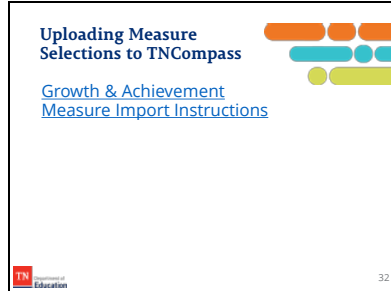 Uploading Measure
Selections to TNCompass
Growth & Achievement
Measure Import Instructions
TN
Department of
Education
32